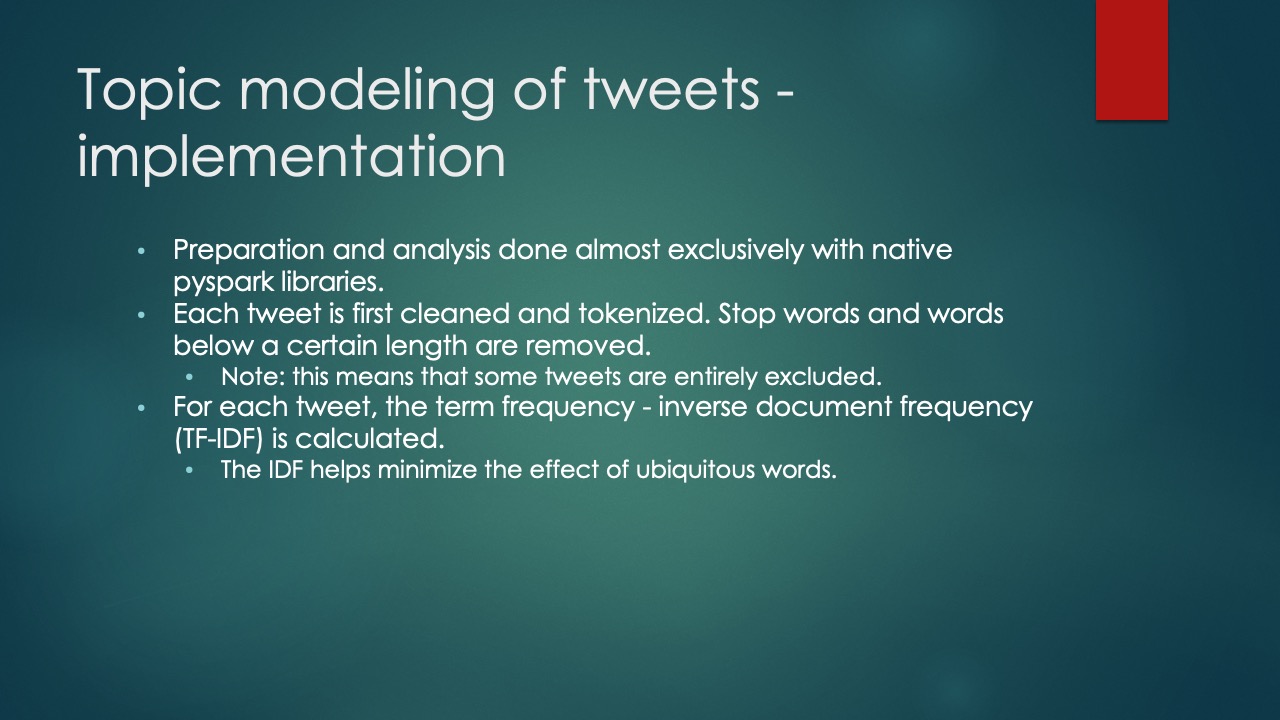 Topic modeling of tweets -
implementation
• Preparation and analysis done almost exclusively with native
pyspark libraries.
• Each tweet is first cleaned and tokenized. Stop words and words
below a certain length are removed.
• Note: this means that some tweets are entirely excluded.
• For each tweet, the term frequency - inverse document frequency
(TF-IDF) is calculated.
• The IDF helps minimize the effect of ubiquitous words.